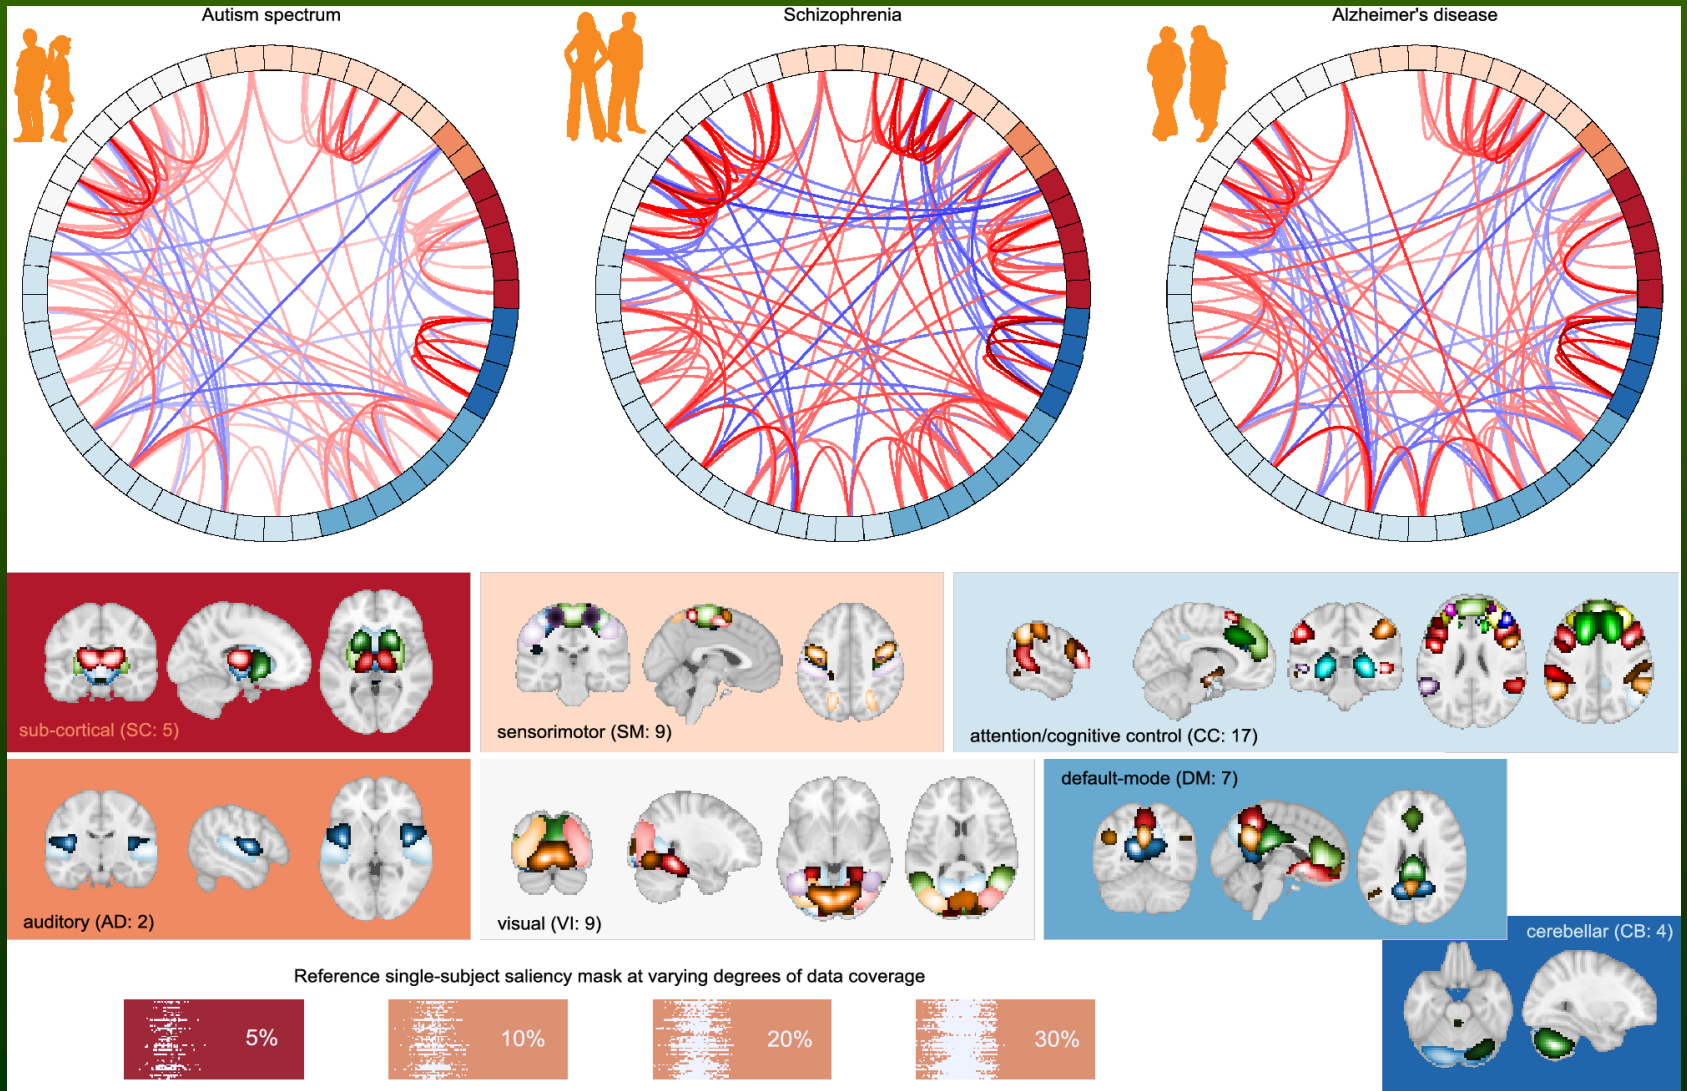 Autism spectrum
Schizophrenia
Alzheimer's disease
sub-cortical (SC: 5)
sensorimotor (SM: 9)
attention/cognitive control (CC: 17)
auditory (AD: 2)
visual (VI: 9)
default-mode (DM: 7)
cerebellar (CB: 4)
Reference single-subject saliency mask at varying degrees of data coverage
5%
10%
20%
30%